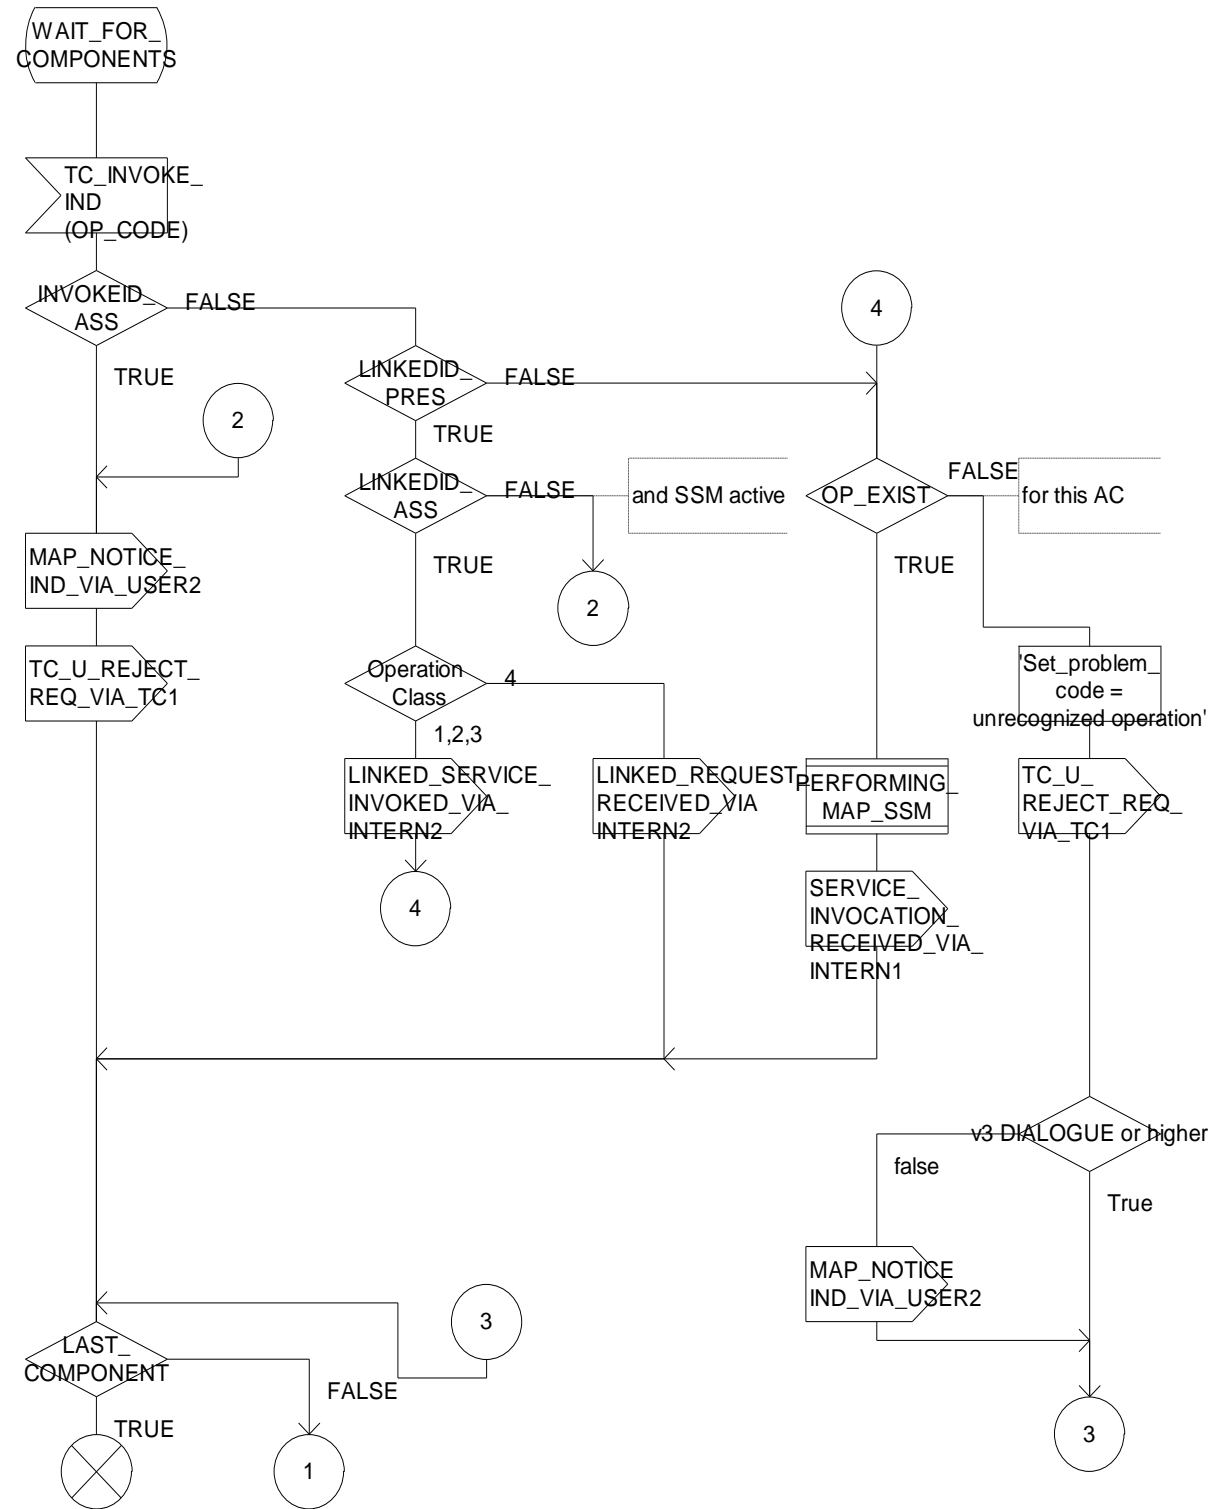 WAIT_FOR_
COMPONENTS
TC_INVOKE_
IND
(OP_CODE)
INVOKEID_
ASS
FALSE
TRUE
2
LINKEDID_
PRES
FALSE
TRUE
4
LINKEDID_
ASS
FALSE
and SSM active
TRUE
2
OP_EXIST
FALSE
for this AC
TRUE
MAP_NOTICE_
IND_VIA_USER2
TC_U_REJECT_
REQ_VIA_TC1
Operation
Class
4
1,2,3
'Set_problem_
code =
unrecognized operation'
LINKED_SERVICE_
INVOKED_VIA_
INTERN2
4
LINKED_REQUEST_
RECEIVED_VIA
INTERN2
PERFORMING_
MAP_SSM
TC_U_
REJECT_REQ_
VIA_TC1
SERVICE_
INVOCATION_
RECEIVED_VIA_
INTERN1
v3 DIALOGUE or higher
false
True
MAP_NOTICE
IND_VIA_USER2
3
3
LAST_
COMPONENT
FALSE
TRUE
1